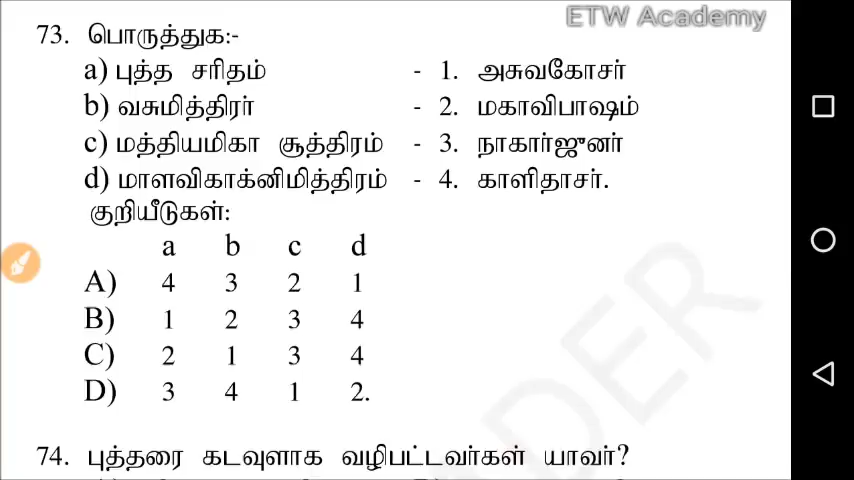 ETW Academy
73. பொருத்துக:-
a) புத்த சரிதம் - 1. அசுவகோசர்
b) வசுமித்திரர் - 2. மகாவிபாஷம்
c) மத்தியமிகா சூத்திரம் - 3. நாகார்ஜுனர்
d) மாளவிகாக்னிமித்திரம் - 4. காளிதாசர்.
குறியீடுகள்:
a b c d
A) 4 3 2 1
B) 1 2 3 4
C) 2 1 3 4
D) 3 4 1 2.
74. புத்தரை கடவுளாக வழிபட்டவர்கள் யாவர்?